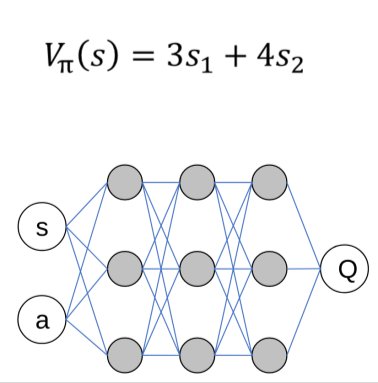 Vπ(s) = 3s₁ + 4s₂
s
Q
a